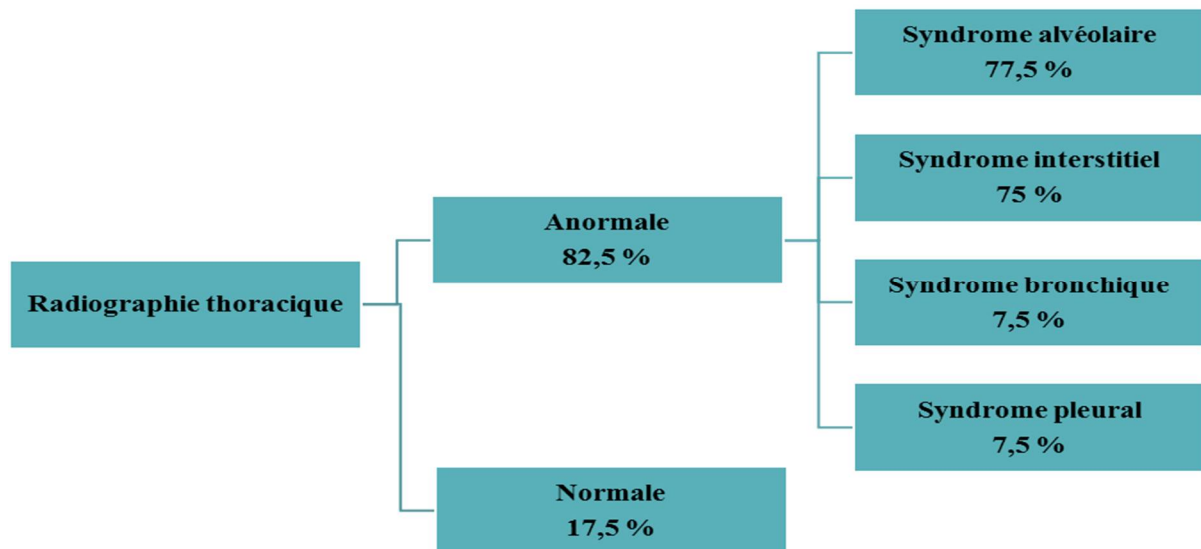 Radiographie thoracique
Anormale
82,5 %
Normale
17,5 %
Syndrome alvéolaire
77,5 %
Syndrome interstitiel
75 %
Syndrome bronchique
7,5 %
Syndrome pleural
7,5 %